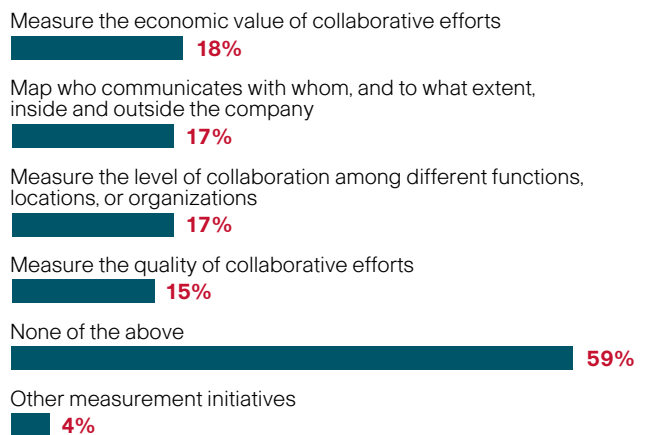 Measure the economic value of collaborative efforts
18%
Map who communicates with whom, and to what extent,
inside and outside the company
17%
Measure the level of collaboration among different functions,
locations, or organizations
17%
Measure the quality of collaborative efforts
15%
None of the above
59%
Other measurement initiatives
4%